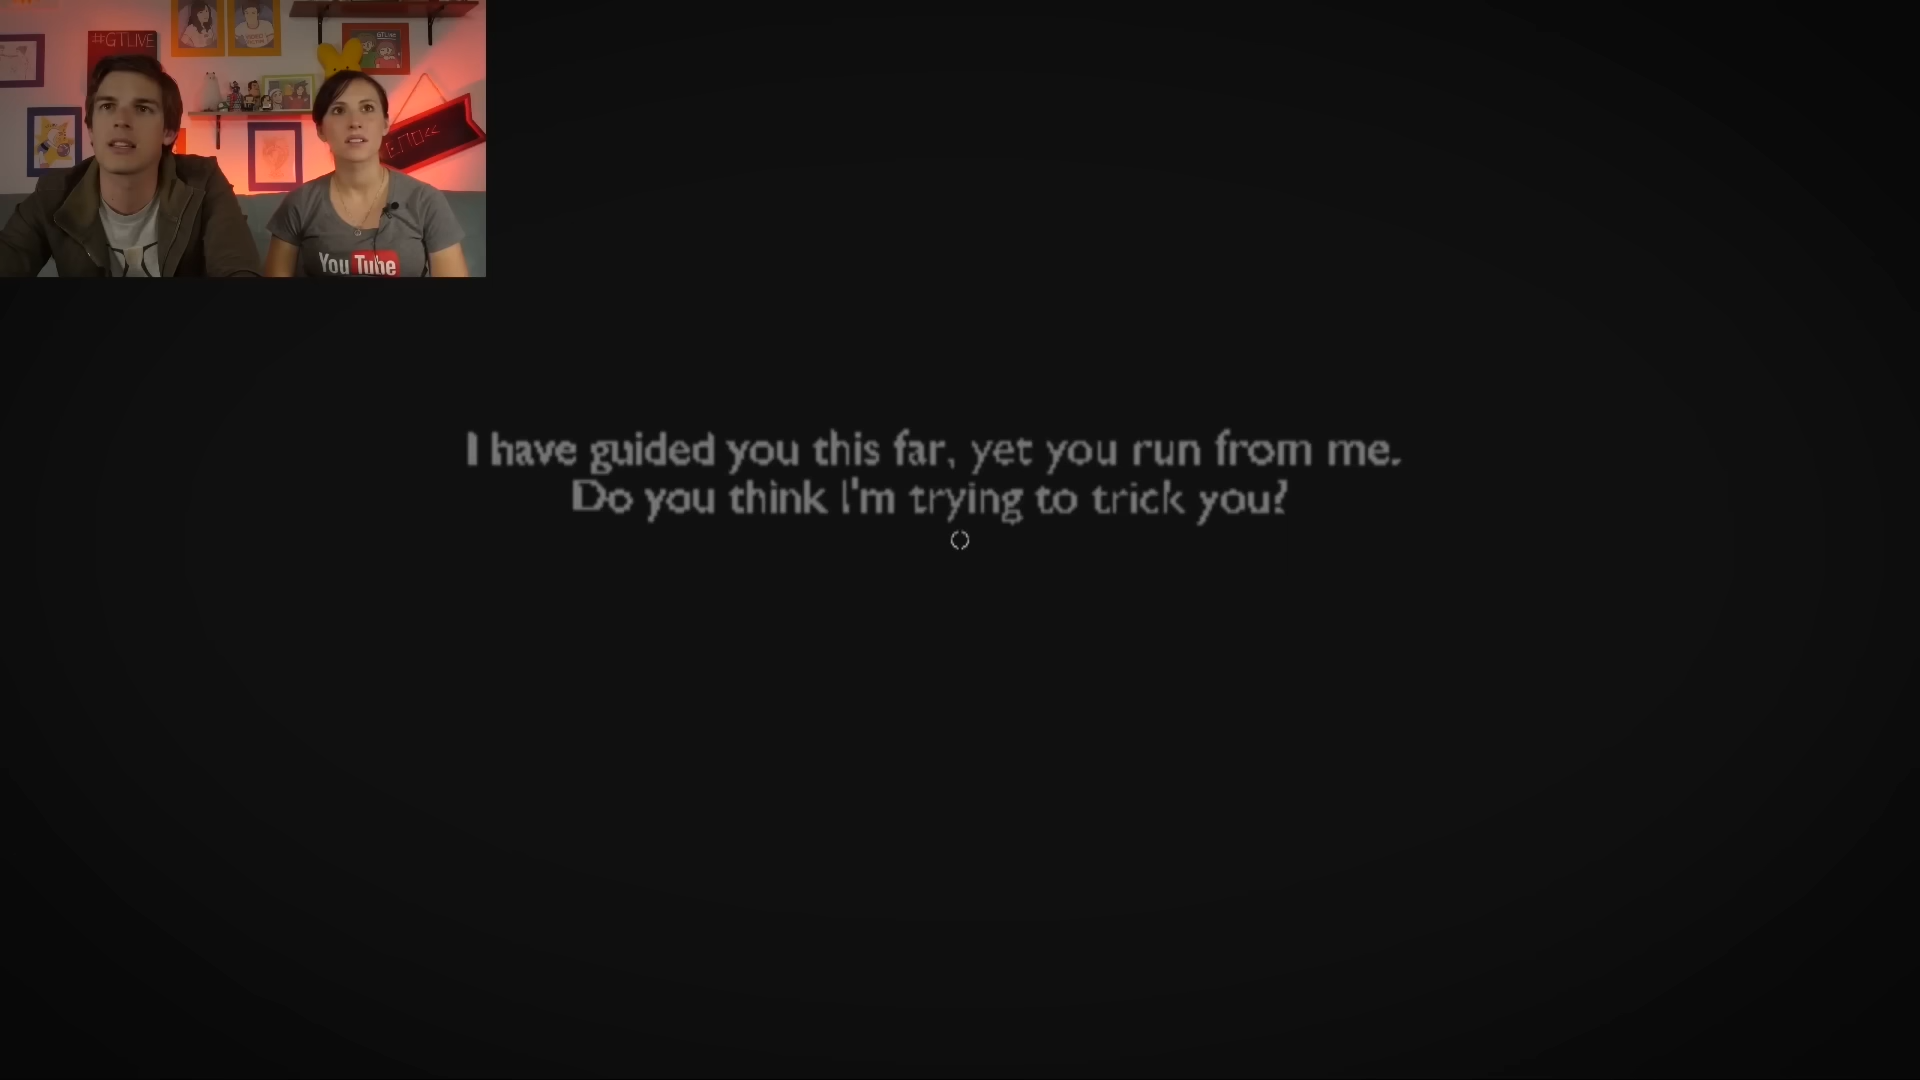 #GTLIVE
GTLive
You Tube
I have guided you this far, yet you run from me.
Do you think I'm trying to trick you?